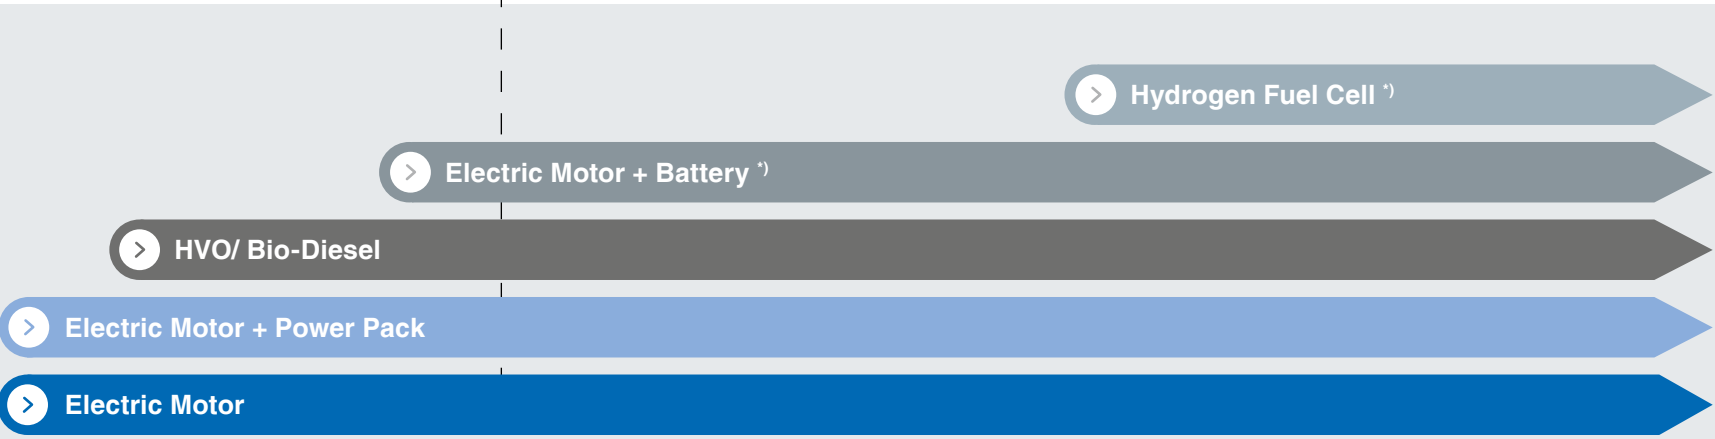 Hydrogen Fuel Cell *)
Electric Motor + Battery *)
HVO/ Bio-Diesel
Electric Motor + Power Pack
Electric Motor